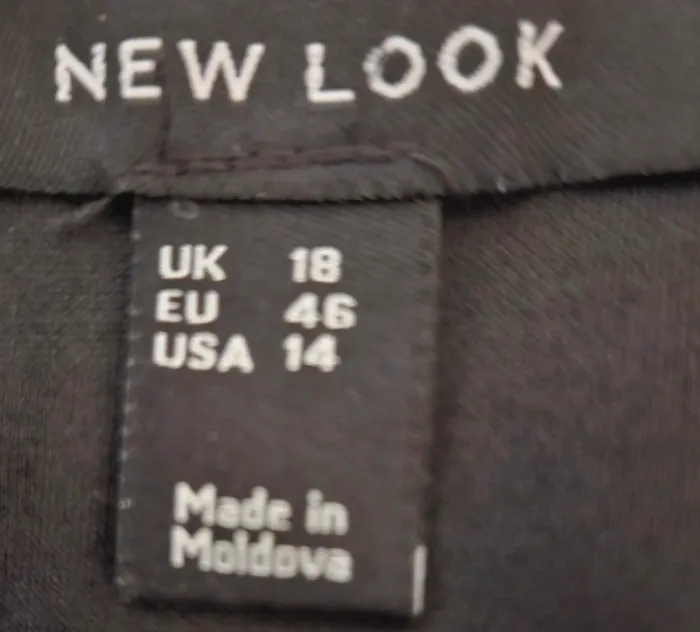 NEW LOOK
UK 18
EU 46
USA 14
Made in
Moldova